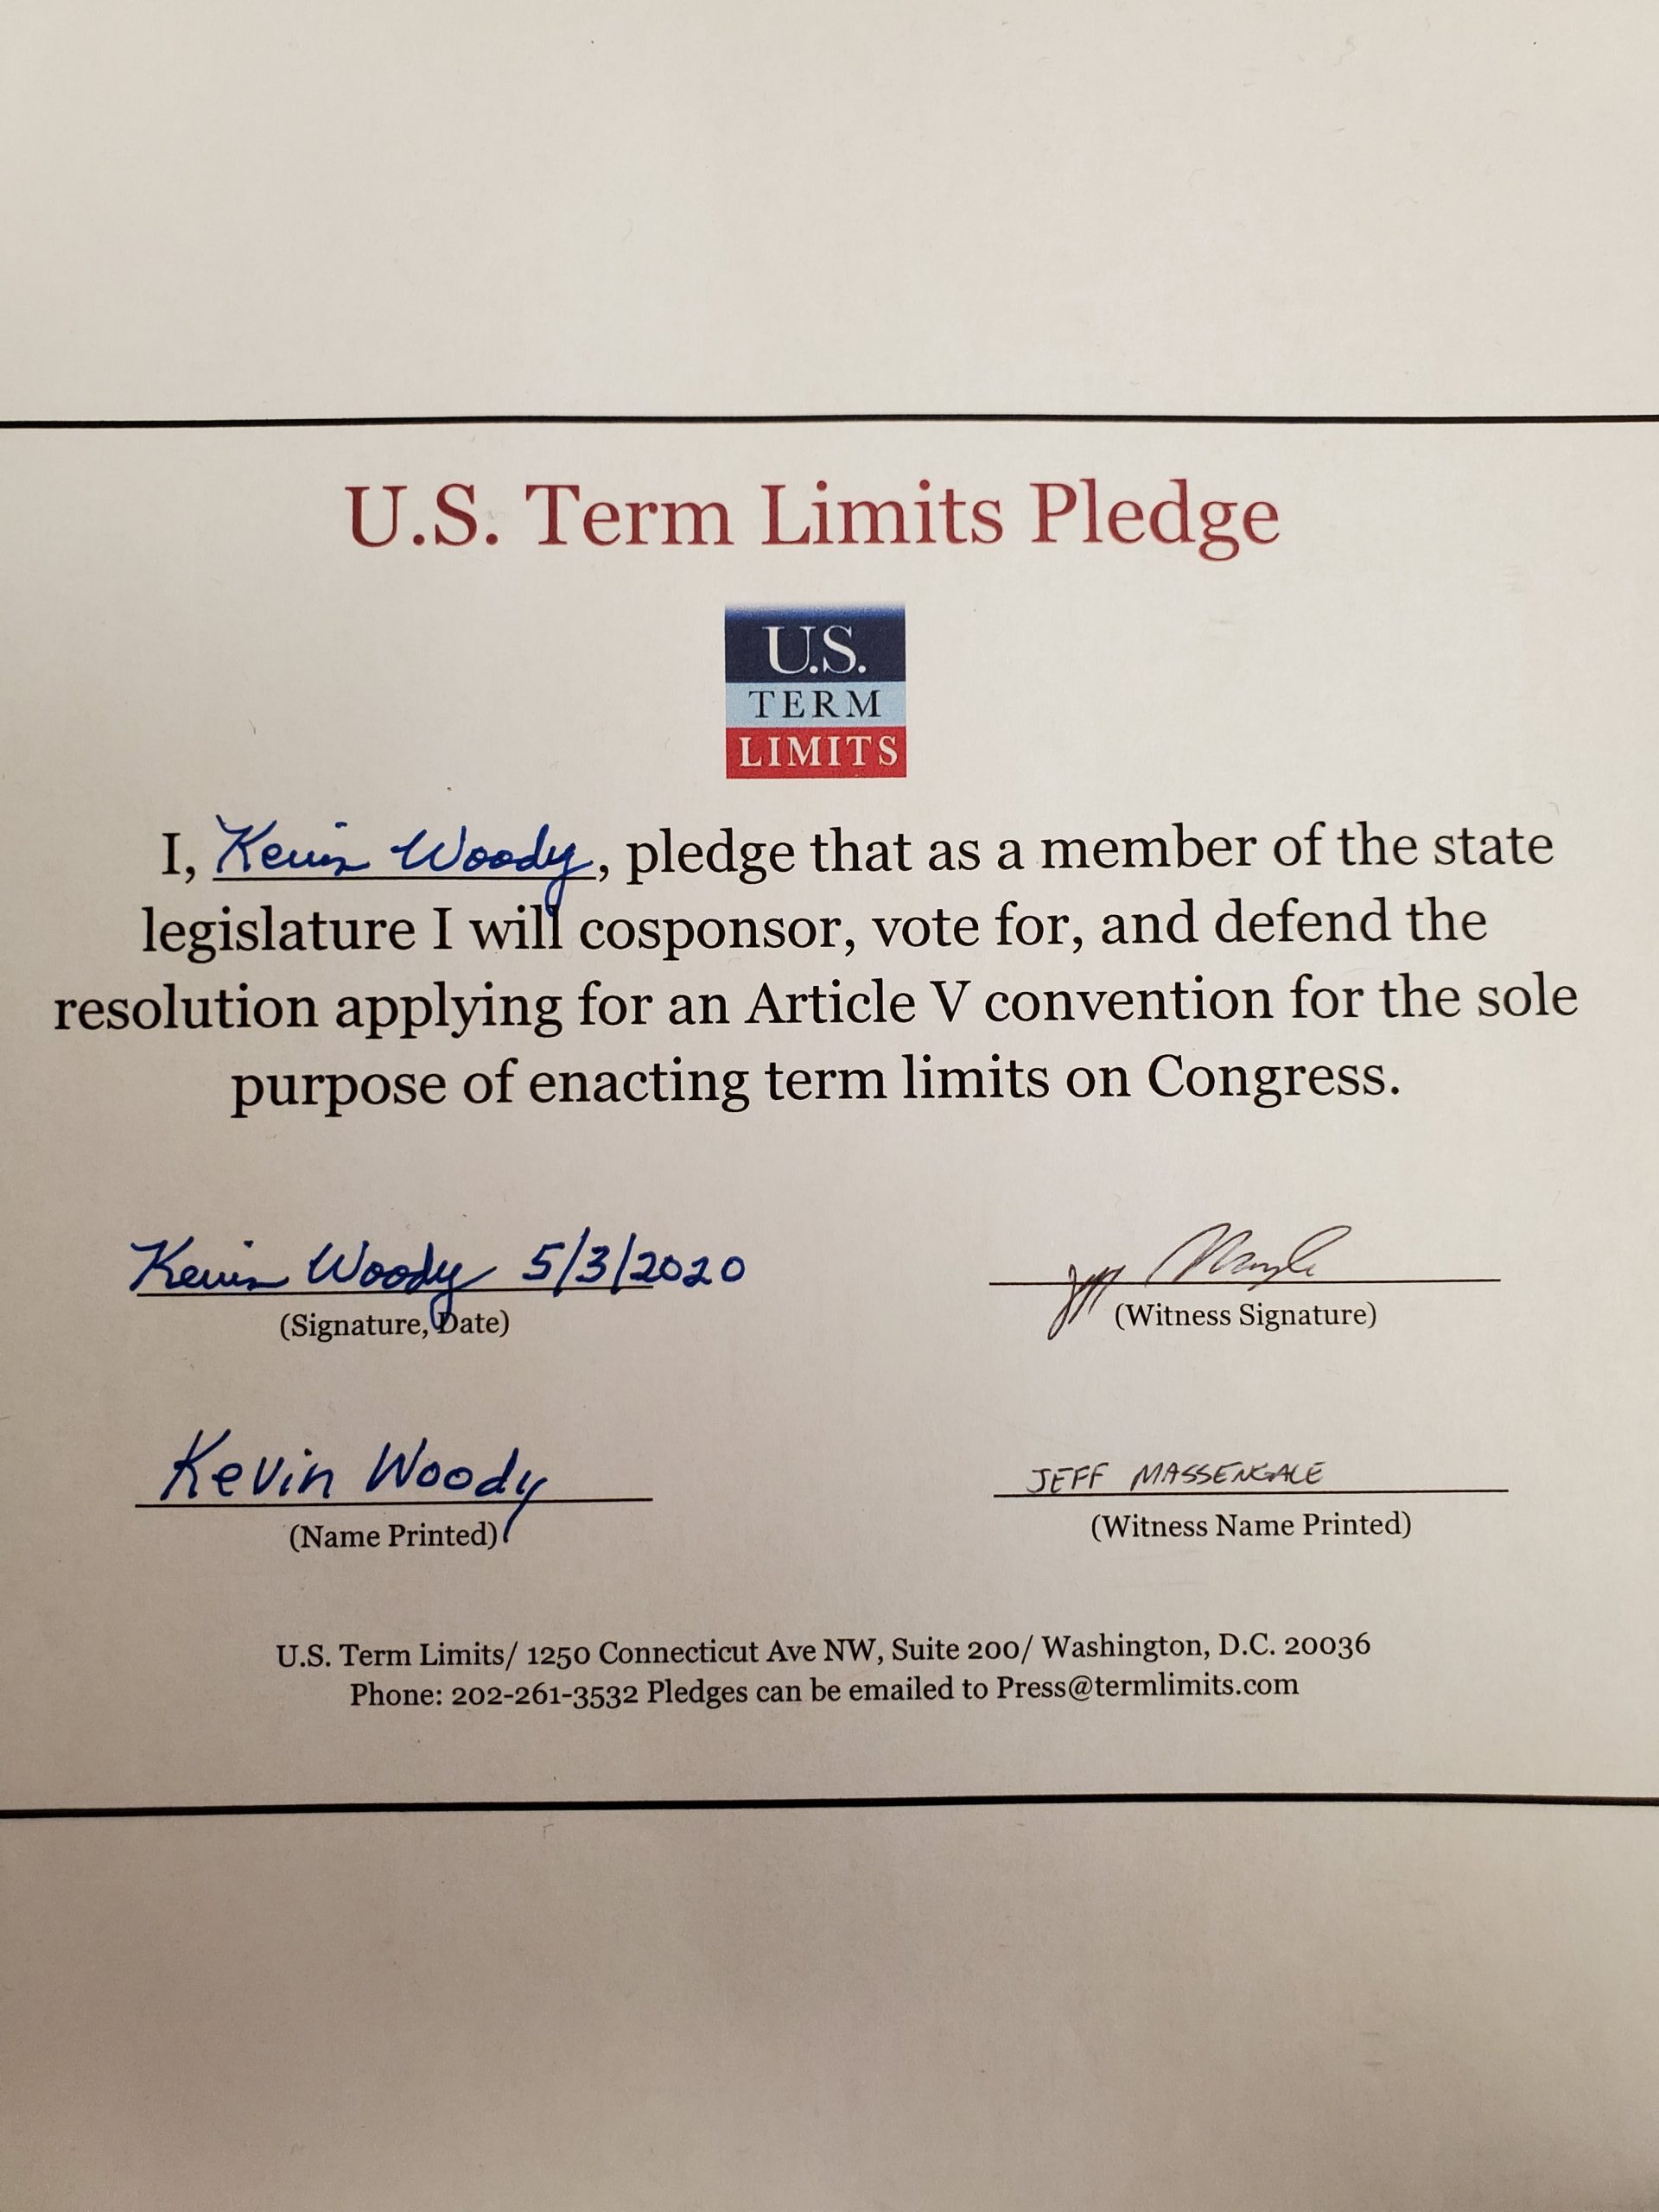 U.S. Term Limits Pledge
U.S.
TERM
LIMITS
I, Kevin Woody, pledge that as a member of the state
legislature I will cosponsor, vote for, and defend the
resolution applying for an Article V convention for the sole
purpose of enacting term limits on Congress.
Kevin Woody 5/3/2020
(Signature, Date)
(Witness Signature)
Kevin Woody
JEFF MASSENGALE
(Name Printed)
(Witness Name Printed)
U.S. Term Limits/ 1250 Connecticut Ave NW, Suite 200/ Washington, D.C. 20036
Phone: 202-261-3532 Pledges can be emailed to Press@termlimits.com